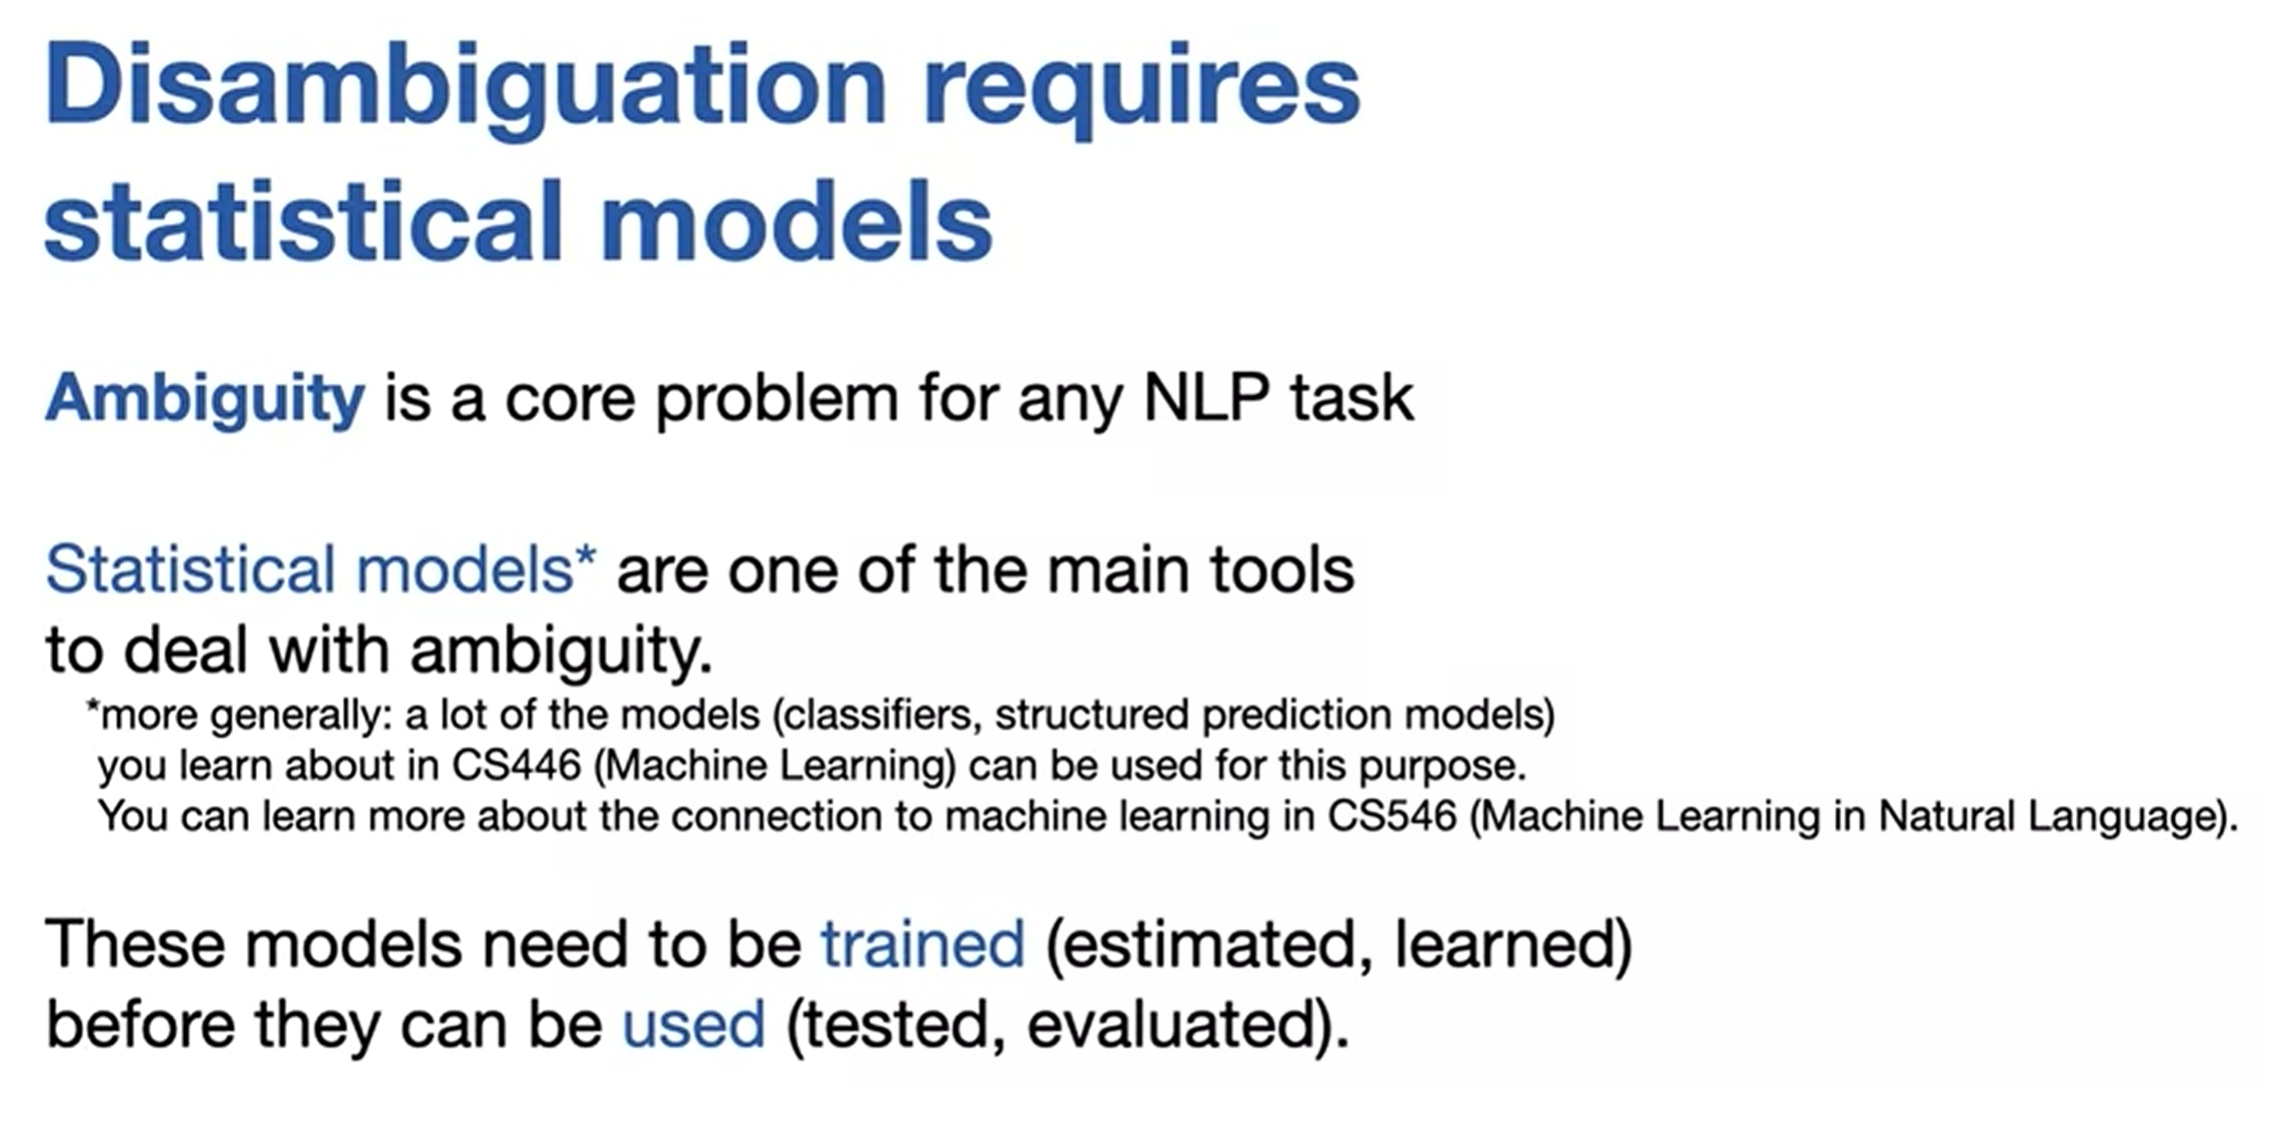 Disambiguation requires
statistical models
Ambiguity is a core problem for any NLP task
Statistical models* are one of the main tools
to deal with ambiguity.
*more generally: a lot of the models (classifiers, structured prediction models)
you learn about in CS446 (Machine Learning) can be used for this purpose.
You can learn more about the connection to machine learning in CS546 (Machine Learning in Natural Language).
These models need to be trained (estimated, learned)
before they can be used (tested, evaluated).